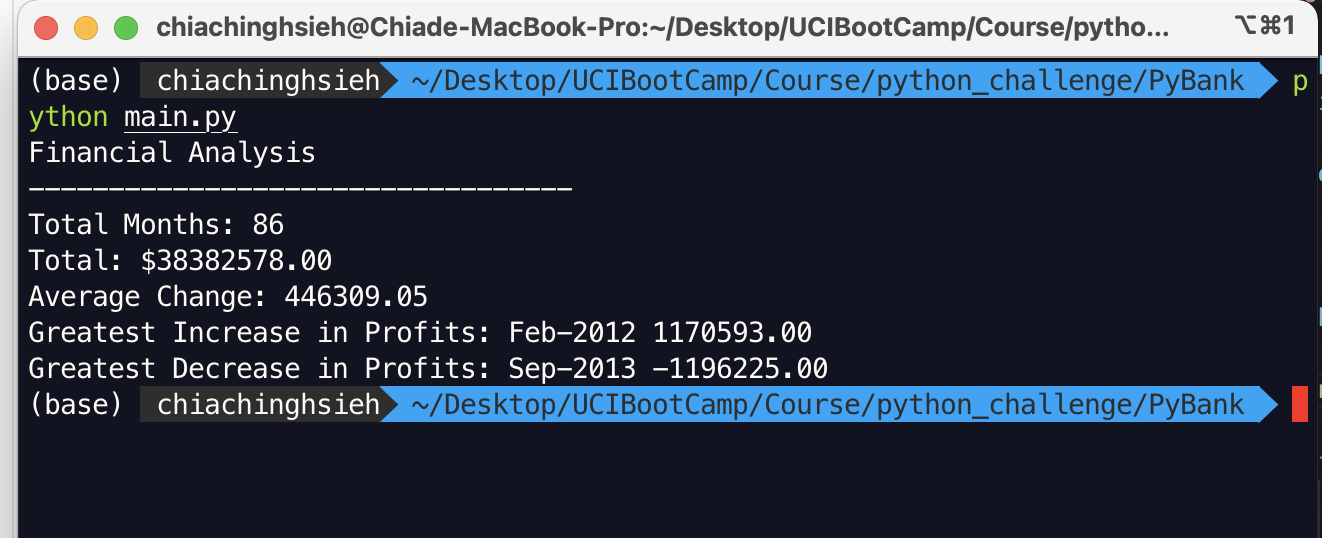 chiachinghsieh@Chiade-MacBook-Pro:~/Desktop/UCIBootCamp/Course/pytho... ⌥⌘1
(base) chiachinghsieh ~/Desktop/UCIBootCamp/Course/python_challenge/PyBank p
ython main.py
Financial Analysis
----------------------------------
Total Months: 86
Total: $38382578.00
Average Change: 446309.05
Greatest Increase in Profits: Feb-2012 1170593.00
Greatest Decrease in Profits: Sep-2013 -1196225.00
(base) chiachinghsieh ~/Desktop/UCIBootCamp/Course/python_challenge/PyBank